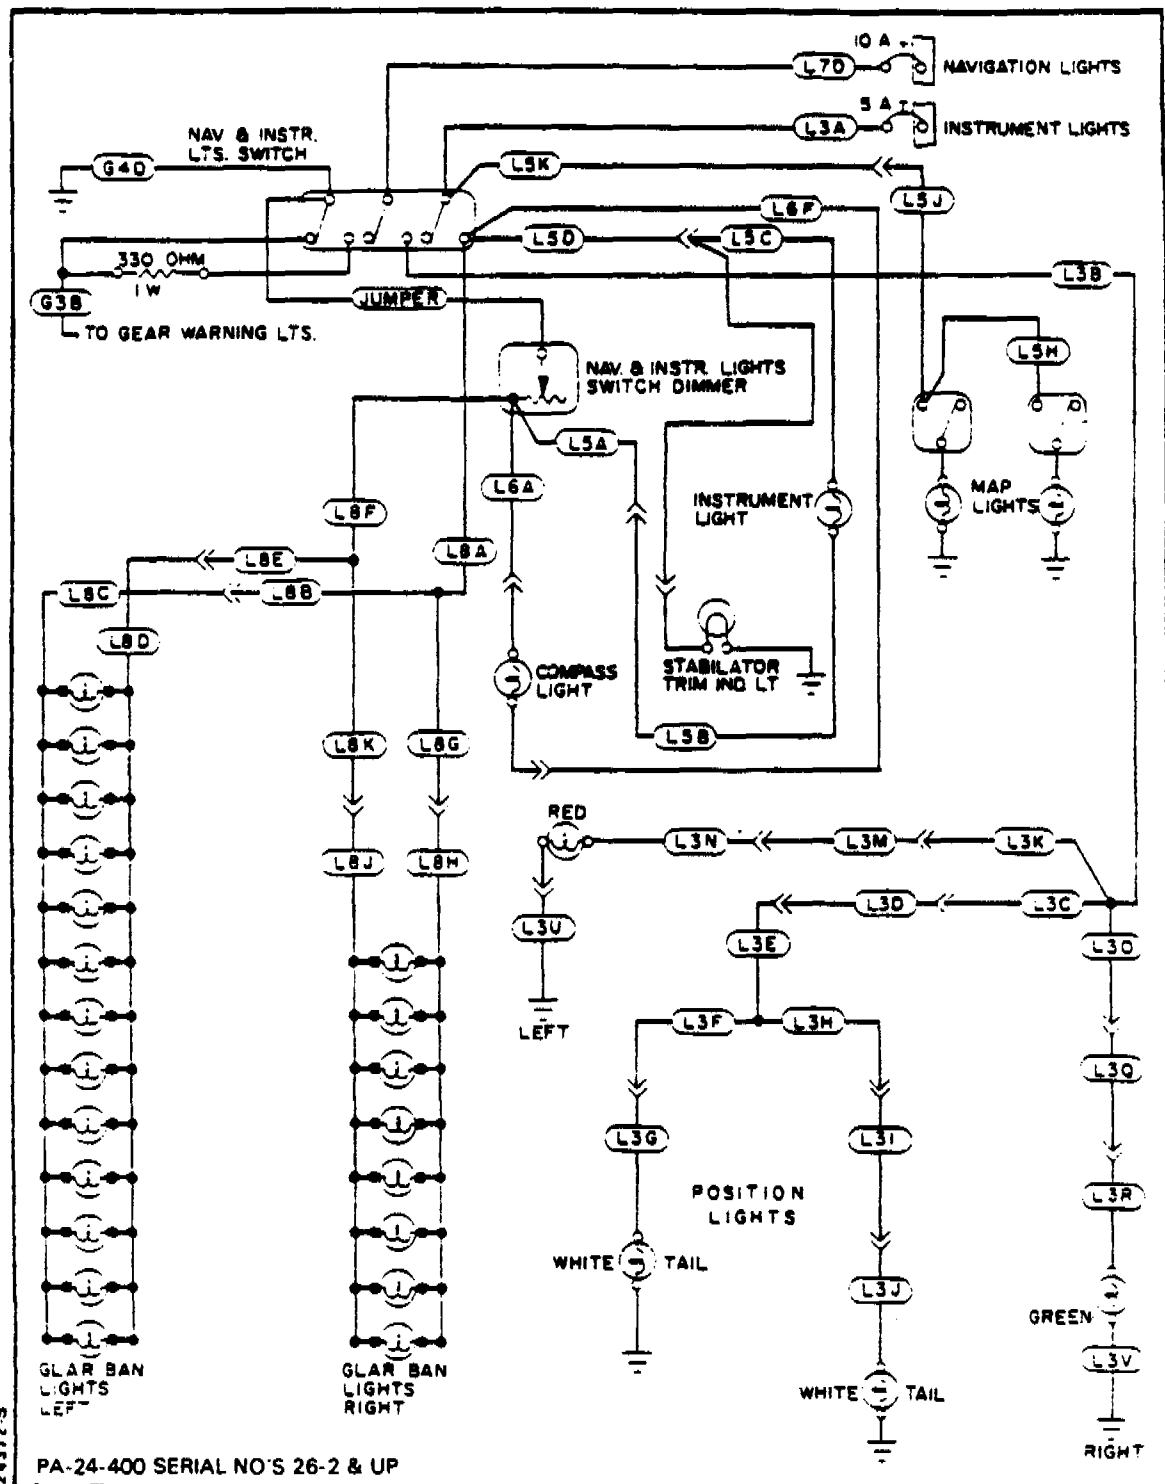 10 A
L7D
NAVIGATION LIGHTS
5 A
L3A
INSTRUMENT LIGHTS
NAV. & INSTR.
LTS. SWITCH
G4D
L5K
L5J
L6F
L5D
L5C
L3B
330 OHM
1 W
G3B
JUMPER
TO GEAR WARNING LTS.
L5H
NAV. & INSTR. LIGHTS
SWITCH DIMMER
L5A
L6A
L8F
INSTRUMENT
LIGHT
MAP
LIGHTS
L8E
L8A
L8C
L8B
L8D
COMPASS
LIGHT
STABILATOR
TRIM IND LT
L5B
L8K
L8G
RED
L3N
L3M
L3K
L8J
L8H
L3D
L3C
L3U
L3E
L3O
LEFT
L3F
L3H
L3Q
L3G
L3I
POSITION
LIGHTS
L3R
WHITE
TAIL
L3J
GREEN
L3V
GLAR BAN
LIGHTS
LEFT
GLAR BAN
LIGHTS
RIGHT
WHITE
TAIL
RIGHT
PA-24-400 SERIAL NO'S 26-2 & UP